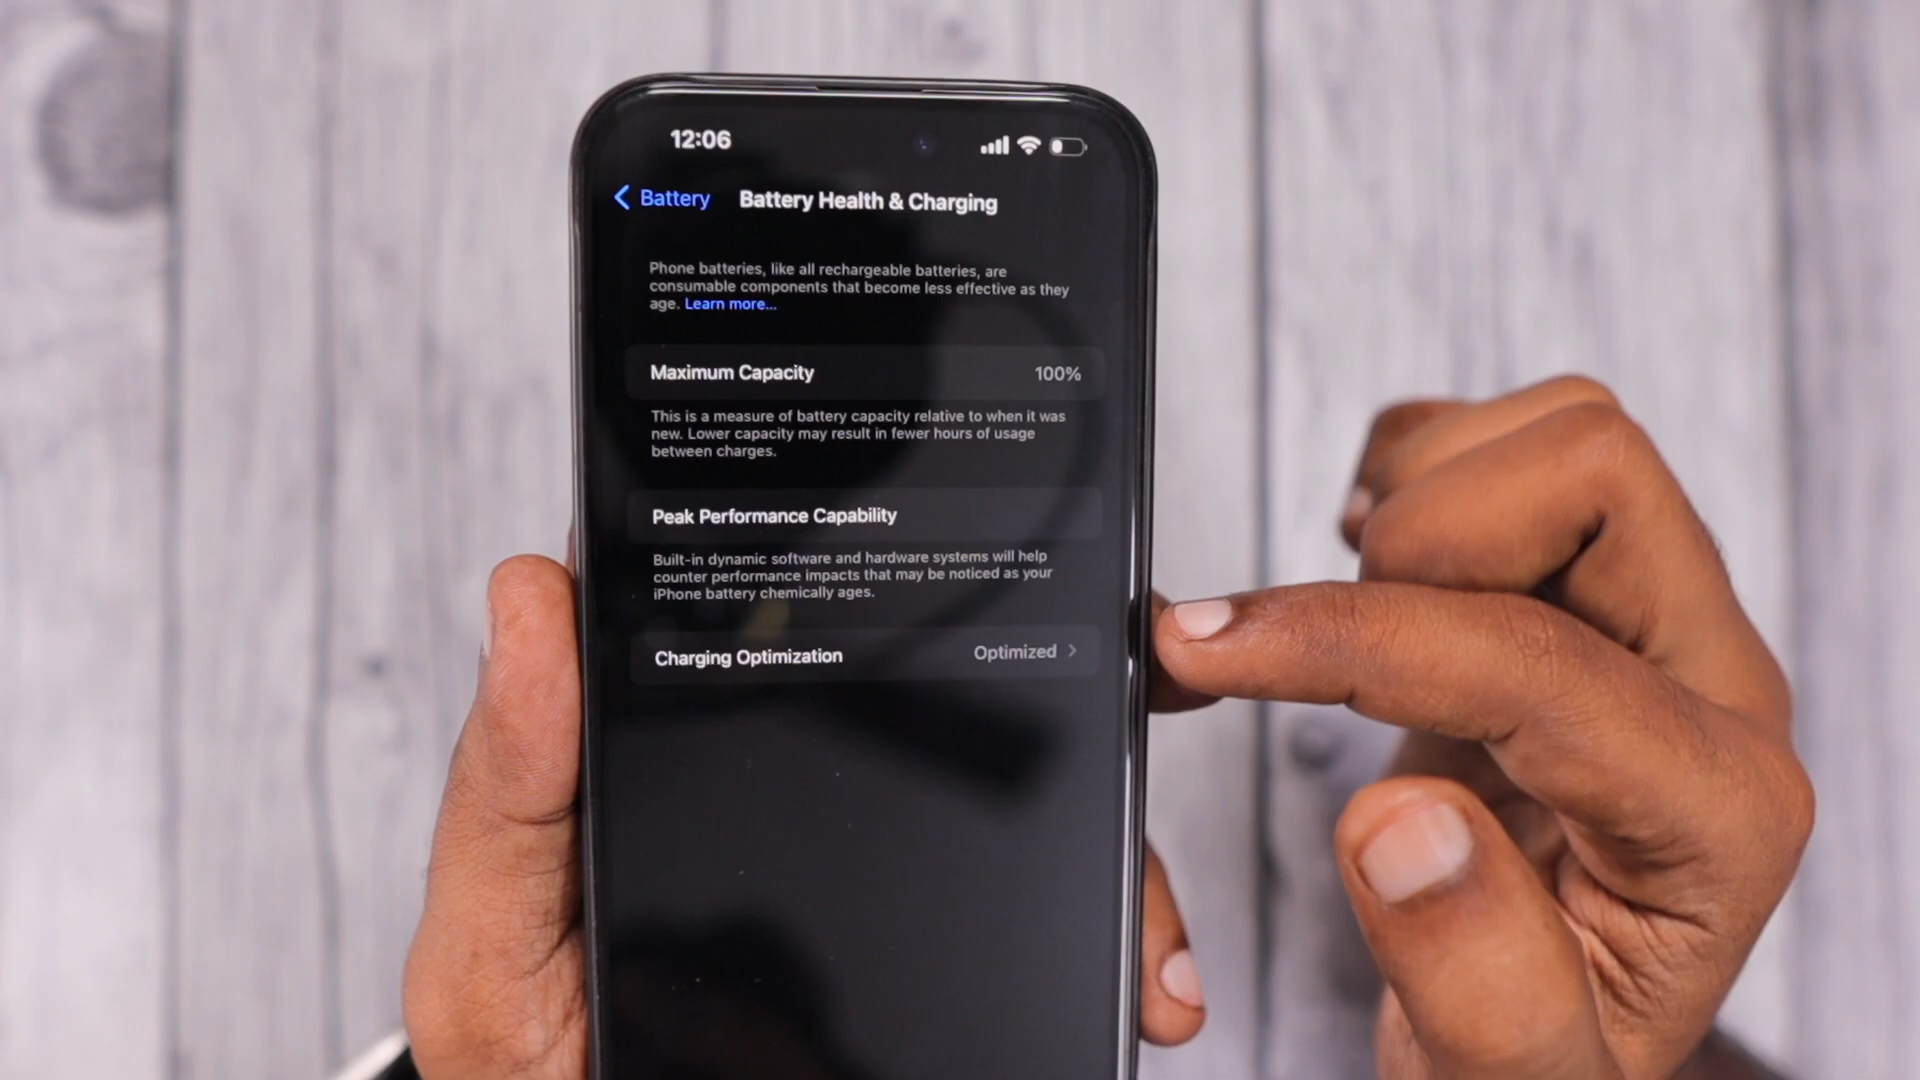 12:06
Battery
Battery Health & Charging
Phone batteries, like all rechargeable batteries, are
consumable components that become less effective as they
age. Learn more...
Maximum Capacity 100%
This is a measure of battery capacity relative to when it was
new. Lower capacity may result in fewer hours of usage
between charges.
Peak Performance Capability
Built-in dynamic software and hardware systems will help
counter performance impacts that may be noticed as your
iPhone battery chemically ages.
Charging Optimization Optimized